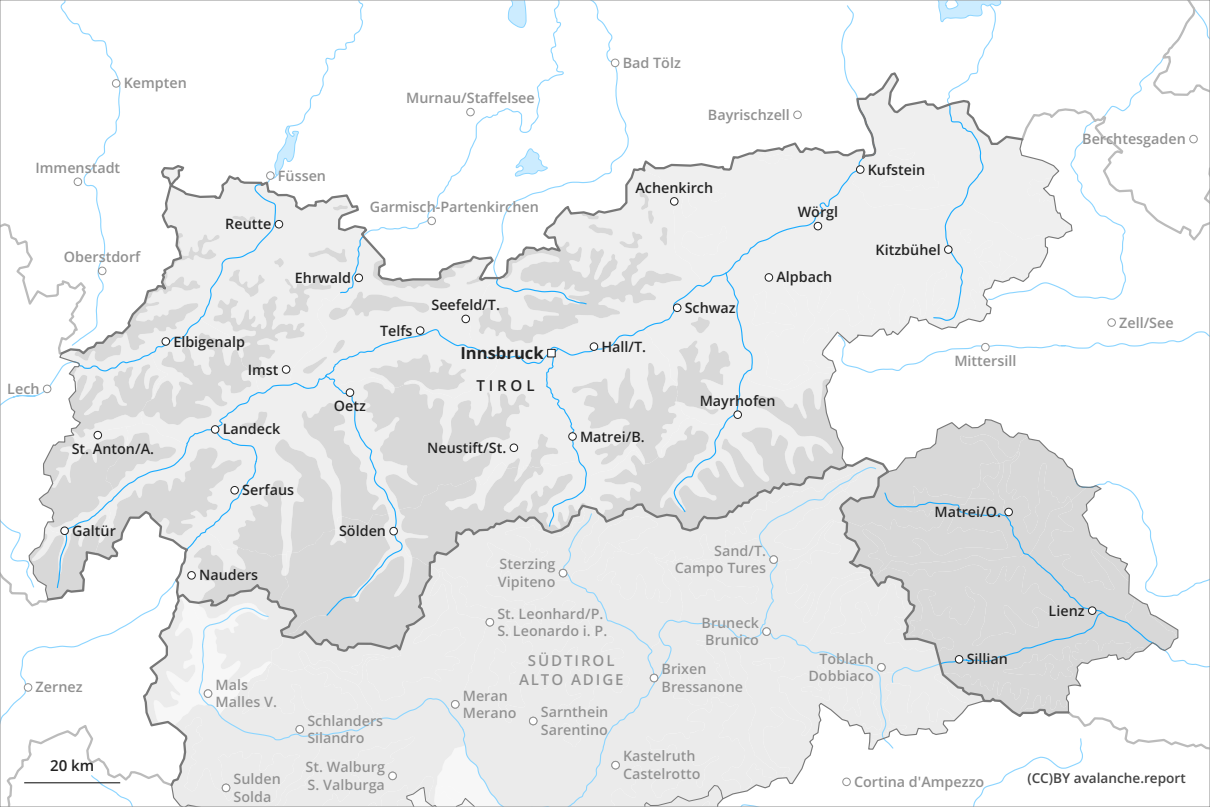 Bad Tölz
Kempten
Murnau/Staffelsee
Bayrischzell
Berchtesgaden
Immenstadt
Füssen
Kufstein
Achenkirch
Garmisch-Partenkirchen
Wörgl
Reutte
Kitzbühel
Oberstdorf
Ehrwald
Alpbach
Seefeld/T.
Schwaz
Zell/See
Telfs
Elbigenalp
Hall/T.
Innsbruck
Mittersill
Imst
TIROL
Lech
Oetz
Mayrhofen
Landeck
Matrei/B.
St. Anton/A.
Neustift/St.
Serfaus
Matrei/O.
Galtür
Sölden
Sand/T.
Campo Tures
Sterzing
Vipiteno
Nauders
Lienz
St. Leonhard/P.
S. Leonardo i. P.
Bruneck
Brunico
SÜDTIROL
ALTO ADIGE
Toblach
Dobbiaco
Sillian
Brixen
Bressanone
Zernez
Mals
Malles V.
Meran
Merano
Sarnthein
Sarentino
Schlanders
Silandro
Kastelruth
Castelrotto
20 km
St. Walburg
S. Valburga
Sulden
Solda
Cortina d'Ampezzo
(CC)BY avalanche.report